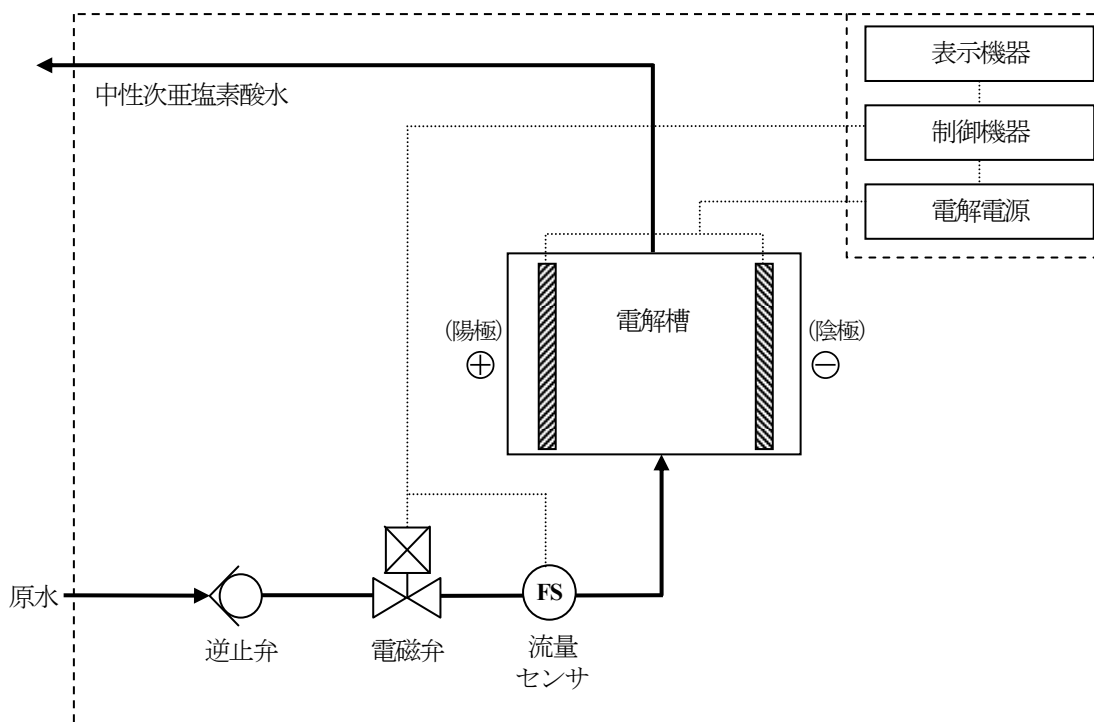 表示機器
中性次亜塩素酸水
制御機器
電解電源
電解槽
(陽極)
(陰極)
＋
－
FS
原水
逆止弁
電磁弁
流量
センサ